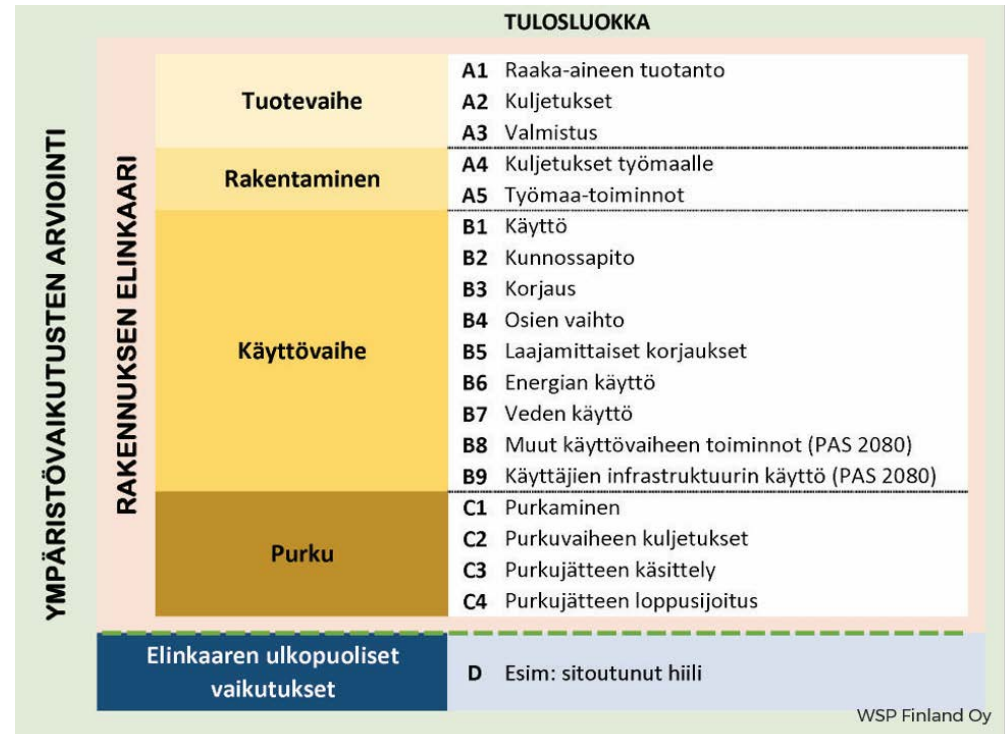 TULOSLUOKKA
YMPÄRISTÖVAIKUTUSTEN ARVIOINTI
RAKENNUKSEN ELINKAARI
Tuotevaihe
A1 Raaka-aineen tuotanto
A2 Kuljetukset
A3 Valmistus
Rakentaminen
A4 Kuljetukset työmaalle
A5 Työmaa-toiminnot
Käyttövaihe
B1 Käyttö
B2 Kunnossapito
B3 Korjaus
B4 Osien vaihto
B5 Laajamittaiset korjaukset
B6 Energian käyttö
B7 Veden käyttö
B8 Muut käyttövaiheen toiminnot (PAS 2080)
B9 Käyttäjien infrastruktuurin käyttö (PAS 2080)
Purku
C1 Purkaminen
C2 Purkuvaiheen kuljetukset
C3 Purkujätteen käsittely
C4 Purkujätteen loppusijoitus
Elinkaaren ulkopuoliset
vaikutukset
D Esim: sitoutunut hiili
WSP Finland Oy